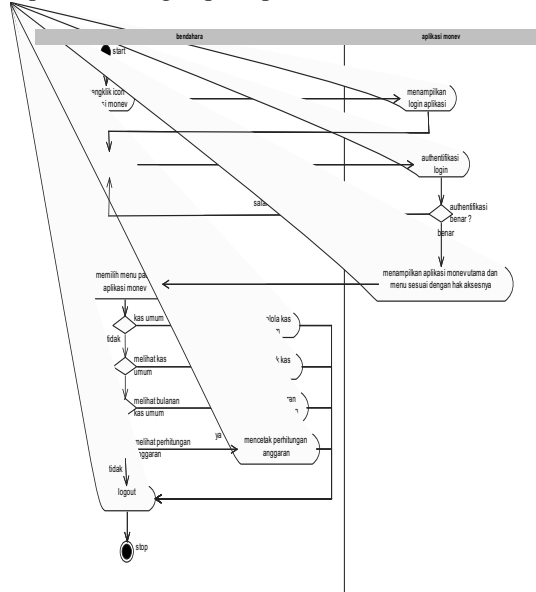 bendahara
aplikasi monev
start
menampilkan
login aplikasi
authentifikasi
login
authentifikasi
benar ?
benar
memilih menu
aplikasi monev
menampilkan aplikasi monev utama dan
menu sesuai dengan hak aksesnya
kas umum
tidak
melihat kas
umum
melihat bulanan
kas umum
ya
melihat perhitungan
mencetak perhitungan
anggaran
tidak
logout
stop